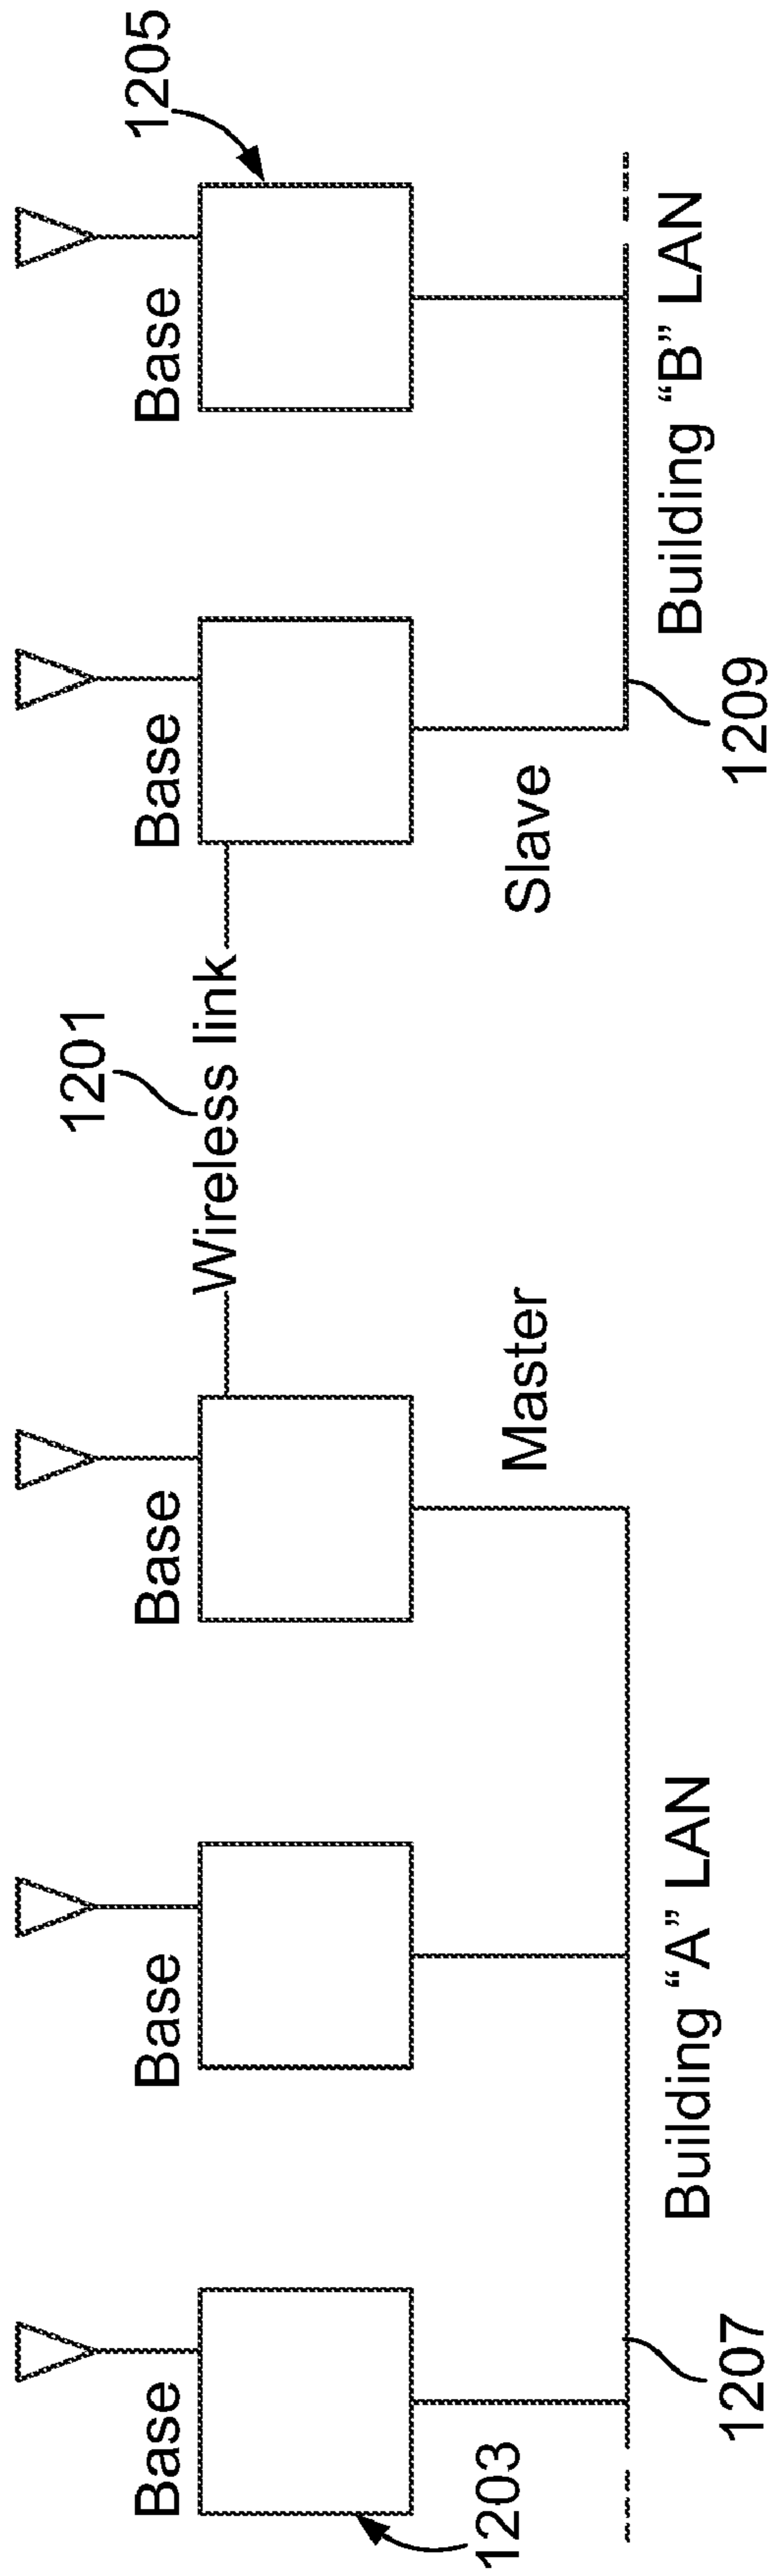 1201
1205
Base
Base
Base
Base
Base
Wireless link
1203
Master
Slave
1207
Building “A” LAN
1209
Building “B” LAN